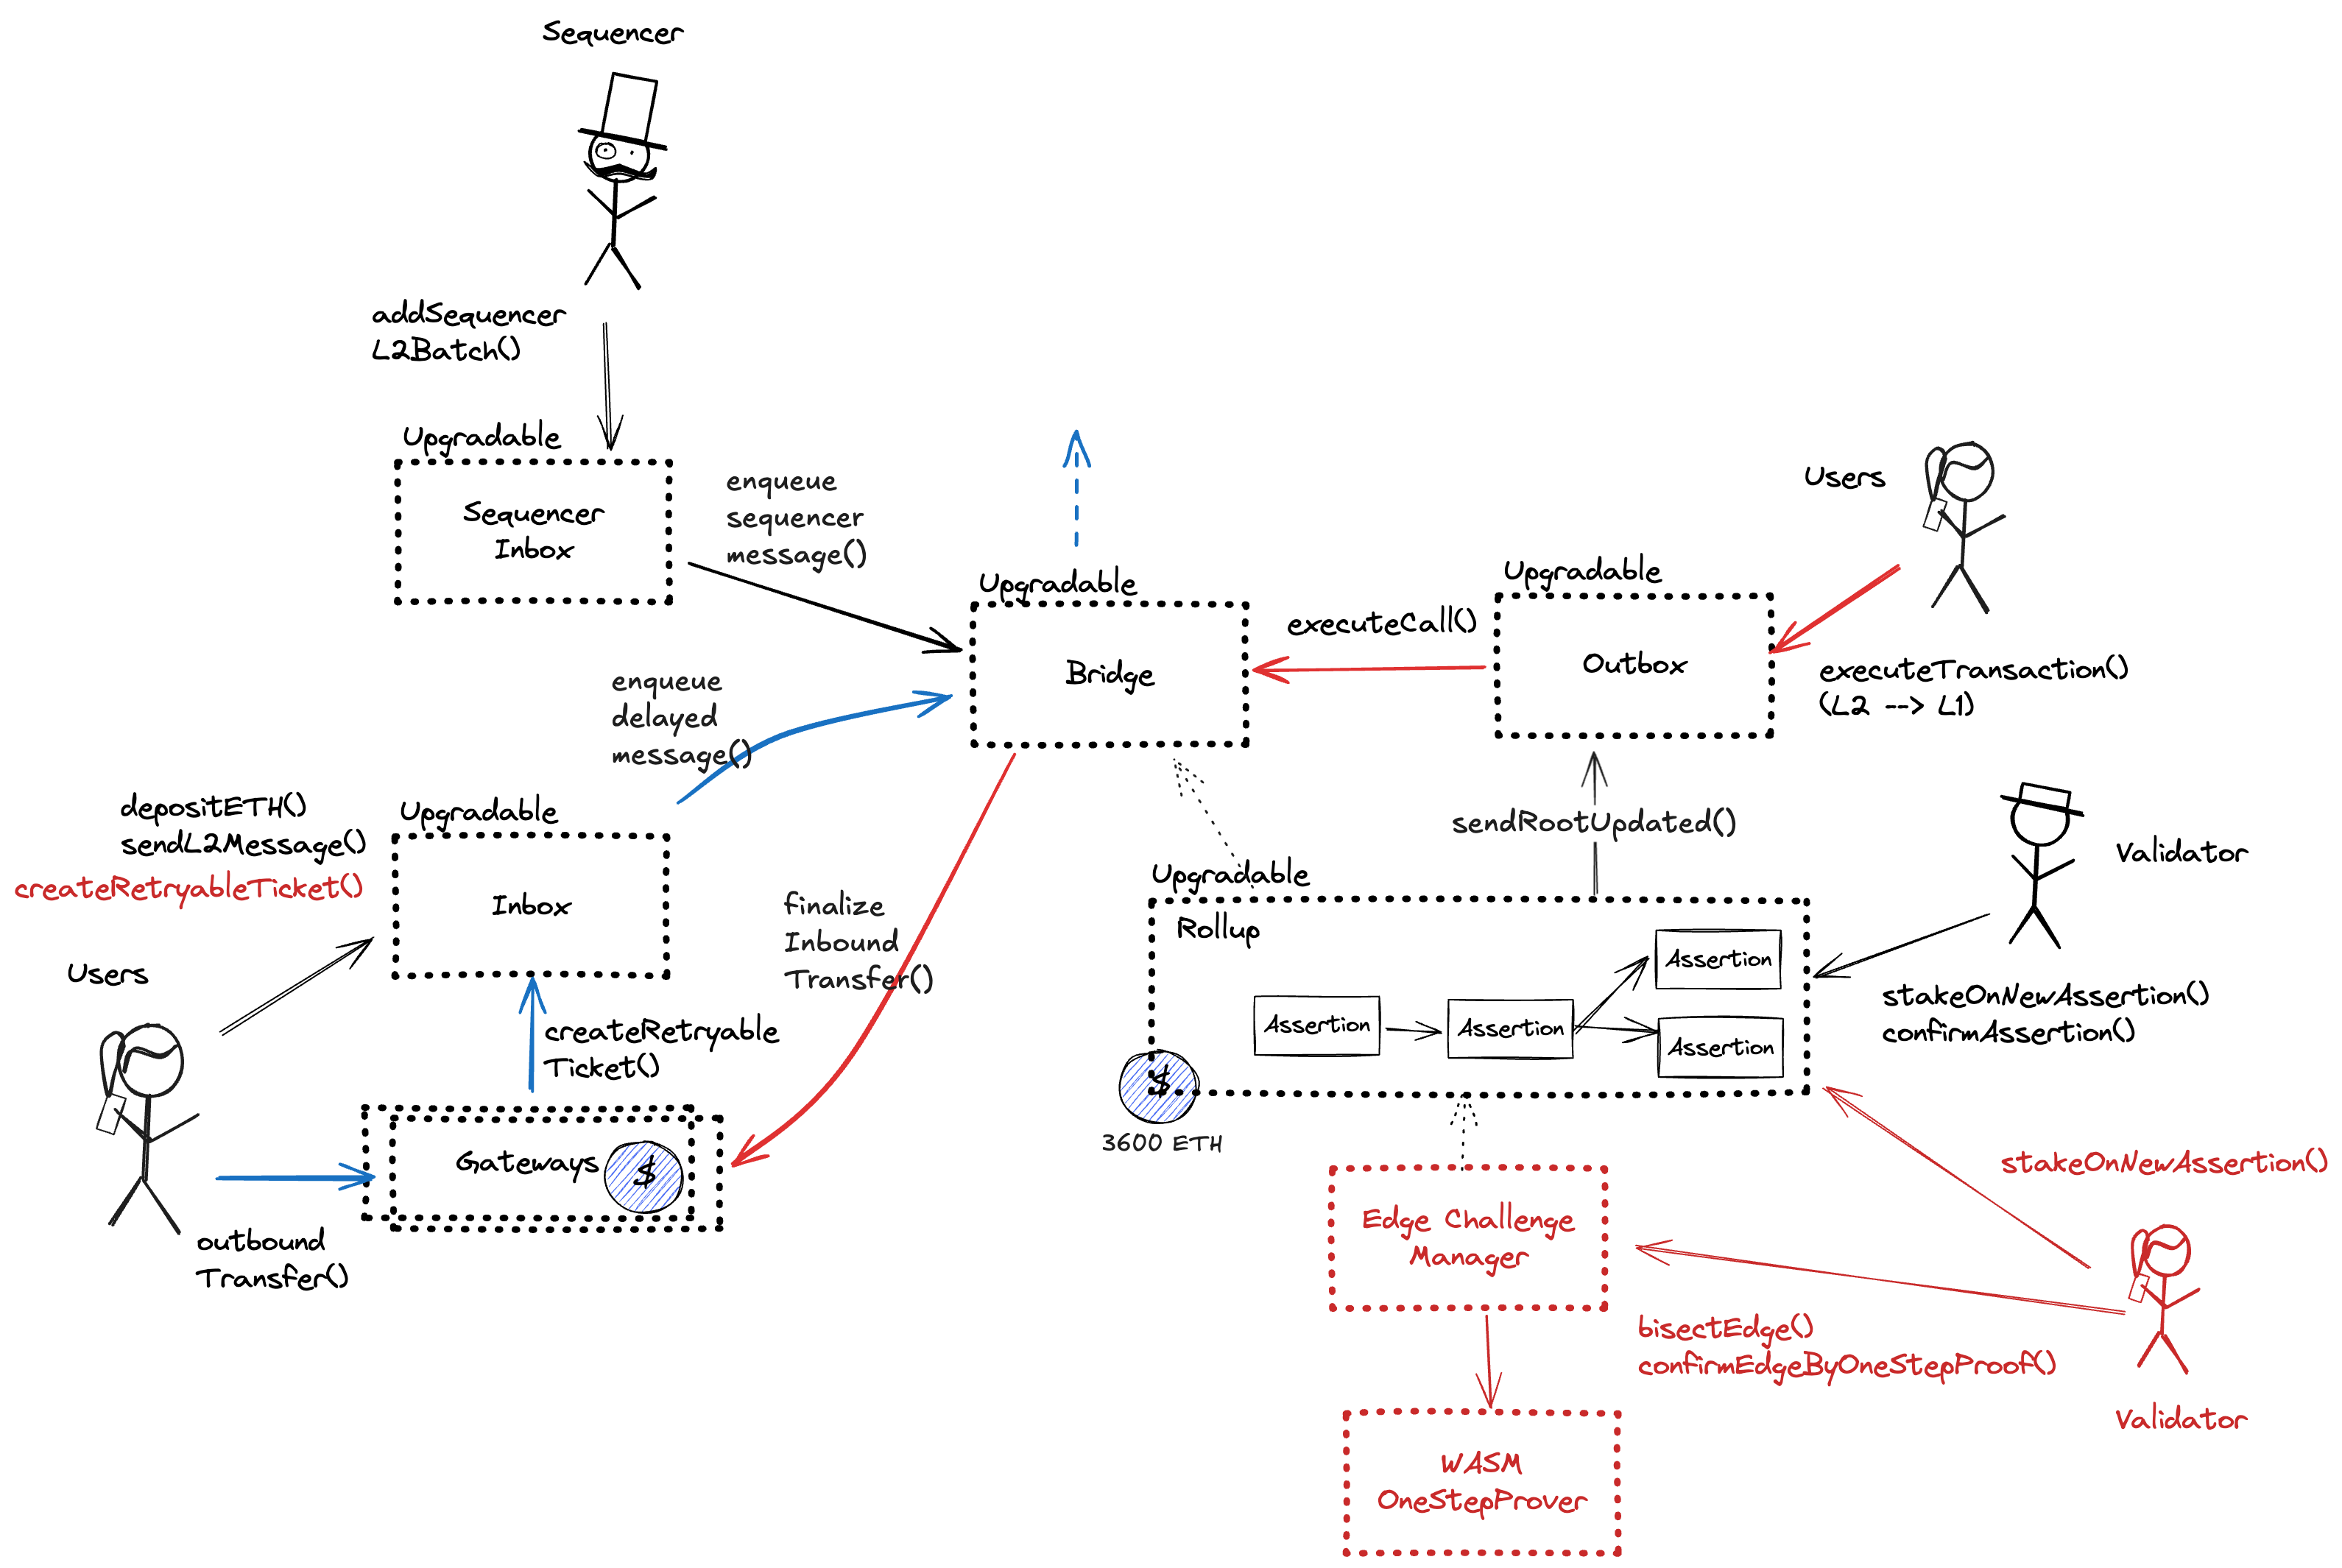 Sequencer
addSequencer
L2Batch()
Upgradable
Sequencer
Inbox
enqueue
sequencer
message()
Upgradable
Bridge
executeCall()
Upgradable
Outbox
Users
executeTransaction()
(L2 --> L1)
enqueue
delayed
message()
depositETH()
sendL2Message()
createRetryableTicket()
Upgradable
Inbox
Users
createRetryable
Ticket()
Gateways
$
outbound
Transfer()
finalize
Inbound
Transfer()
sendRootUpdated()
Upgradable
Rollup
Assertion
Assertion
Assertion
Assertion
$
3600 ETH
Validator
stakeOnNewAssertion()
confirmAssertion()
stakeOnNewAssertion()
Edge Challenge
Manager
bisectEdge()
confirmEdgeByOneStepProof()
Validator
WASM
OneStepProver